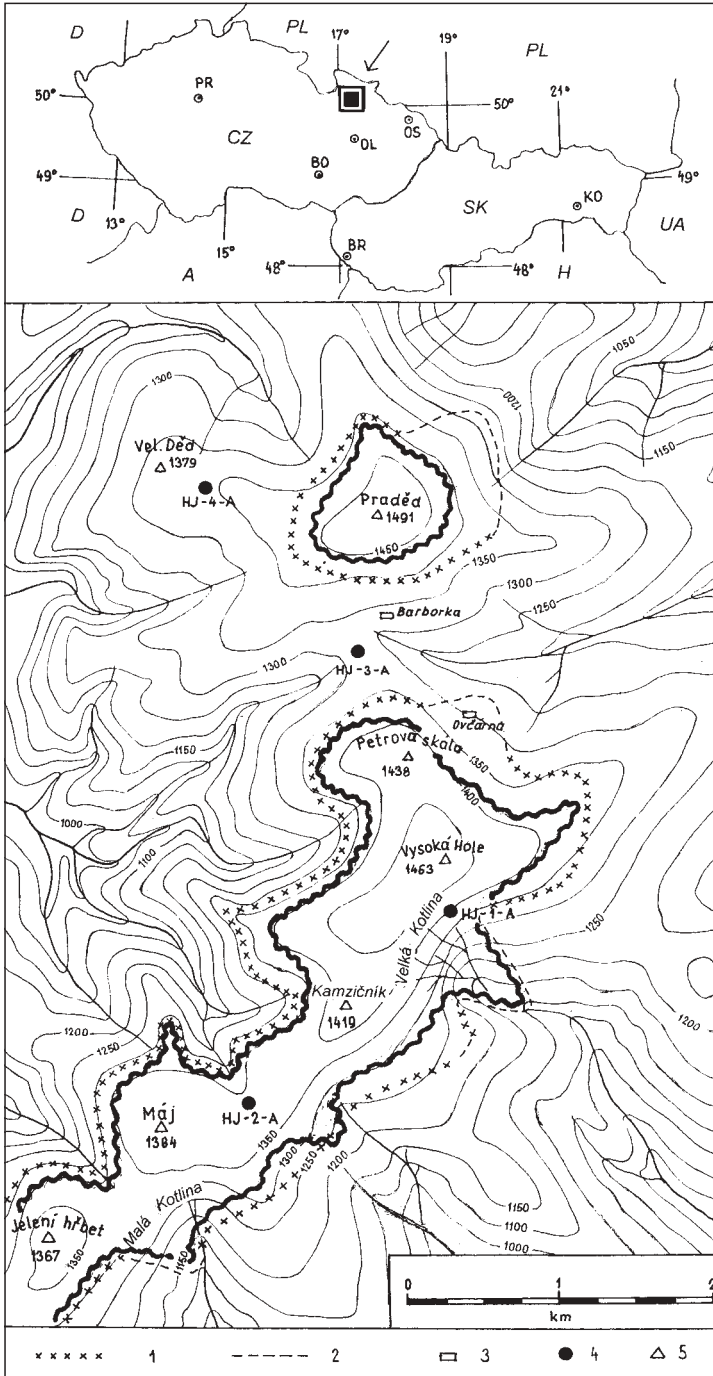 D
PL
17°
19°
PL
50°
PR
21°
50°
OS
CZ
OL
49°
BO
49°
D
13°
SK
KO
15°
UA
BR
A
48°
48°
H
1050
1300
1200
1150
Vel. Děd
1379
HJ-4-A
Praděd
1491
1450
1350
1300
1250
Barborka
1300
HJ-3-A
Ovčárna
1150
Petrova skála
1438
1350
1400
1000
1100
Vysoká Hole
1463
HJ-1-A
Velká Kotlina
1250
Kamzičník
1419
1200
1200
1250
Máj
1384
HJ-2-A
1350
1300
1250
1200
Malá Kotlina
Jelení hřbet
1367
1350
1150
1150
1100
1000
0 1 2
km
1 2 3 4 5